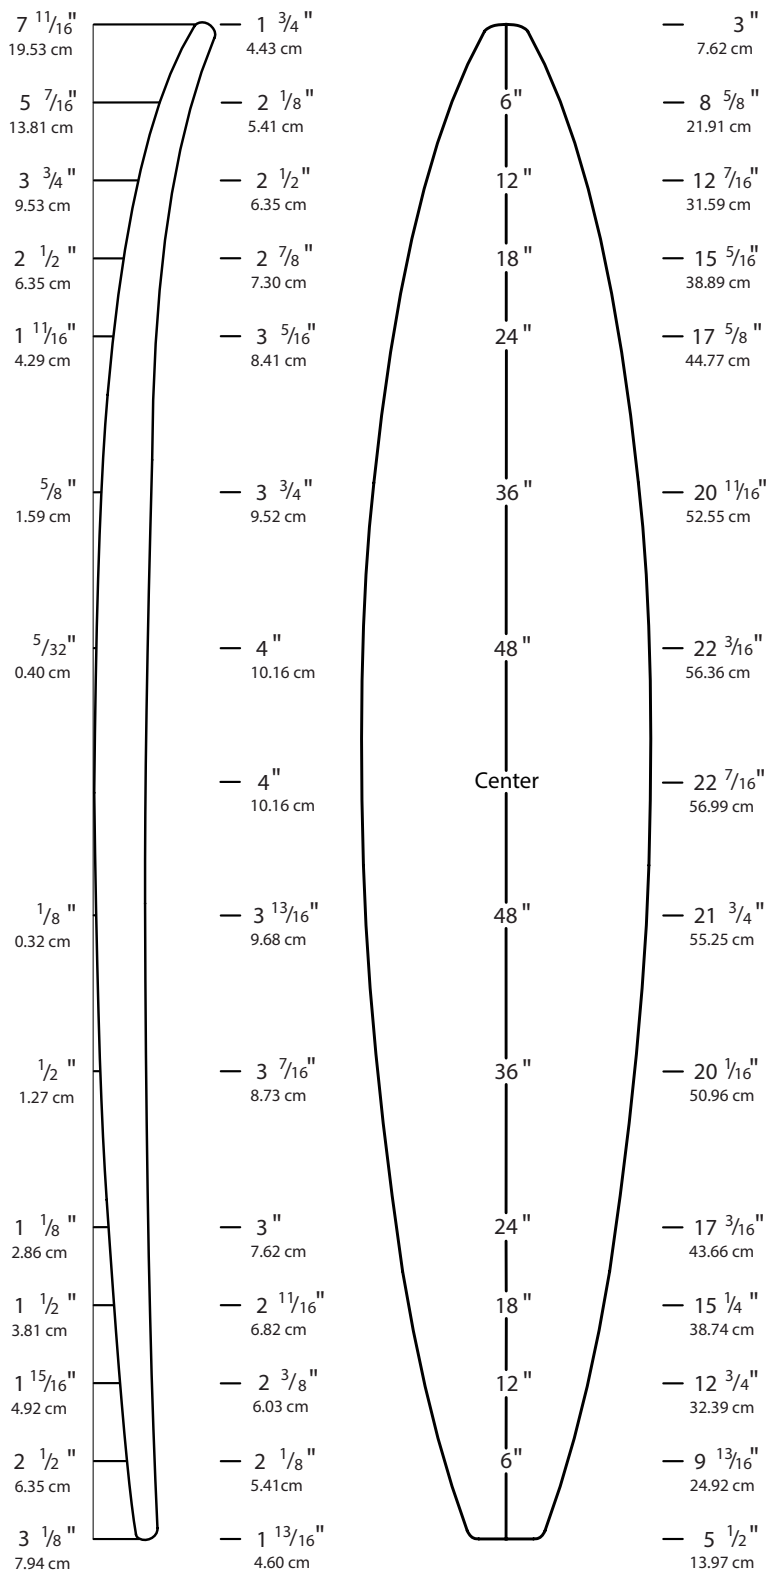 7 11/16" 1 3/4" 3"
19.53 cm 4.43 cm 7.62 cm
5 7/16" 2 1/8" 6" 8 5/8"
13.81 cm 5.41 cm 21.91 cm
3 3/4" 2 1/2" 12" 12 7/16"
9.53 cm 6.35 cm 31.59 cm
2 1/2" 2 7/8" 18" 15 5/16"
6.35 cm 7.30 cm 38.89 cm
1 11/16" 3 5/16" 24" 17 5/8"
4.29 cm 8.41 cm 44.77 cm
5/8" 3 3/4" 36" 20 11/16"
1.59 cm 9.52 cm 52.55 cm
5/32" 4" 48" 22 3/16"
0.40 cm 10.16 cm 56.36 cm
4" Center 22 7/16"
10.16 cm 56.99 cm
1/8" 3 13/16" 48" 21 3/4"
0.32 cm 9.68 cm 55.25 cm
1/2" 3 7/16" 36" 20 1/16"
1.27 cm 8.73 cm 50.96 cm
1 1/8" 3" 24" 17 3/16"
2.86 cm 7.62 cm 43.66 cm
1 1/2" 2 11/16" 18" 15 1/4"
3.81 cm 6.82 cm 38.74 cm
1 15/16" 2 3/8" 12" 12 3/4"
4.92 cm 6.03 cm 32.39 cm
2 1/2" 2 1/8" 6" 9 13/16"
6.35 cm 5.41cm 24.92 cm
3 1/8" 1 13/16" 5 1/2"
7.94 cm 4.60 cm 13.97 cm